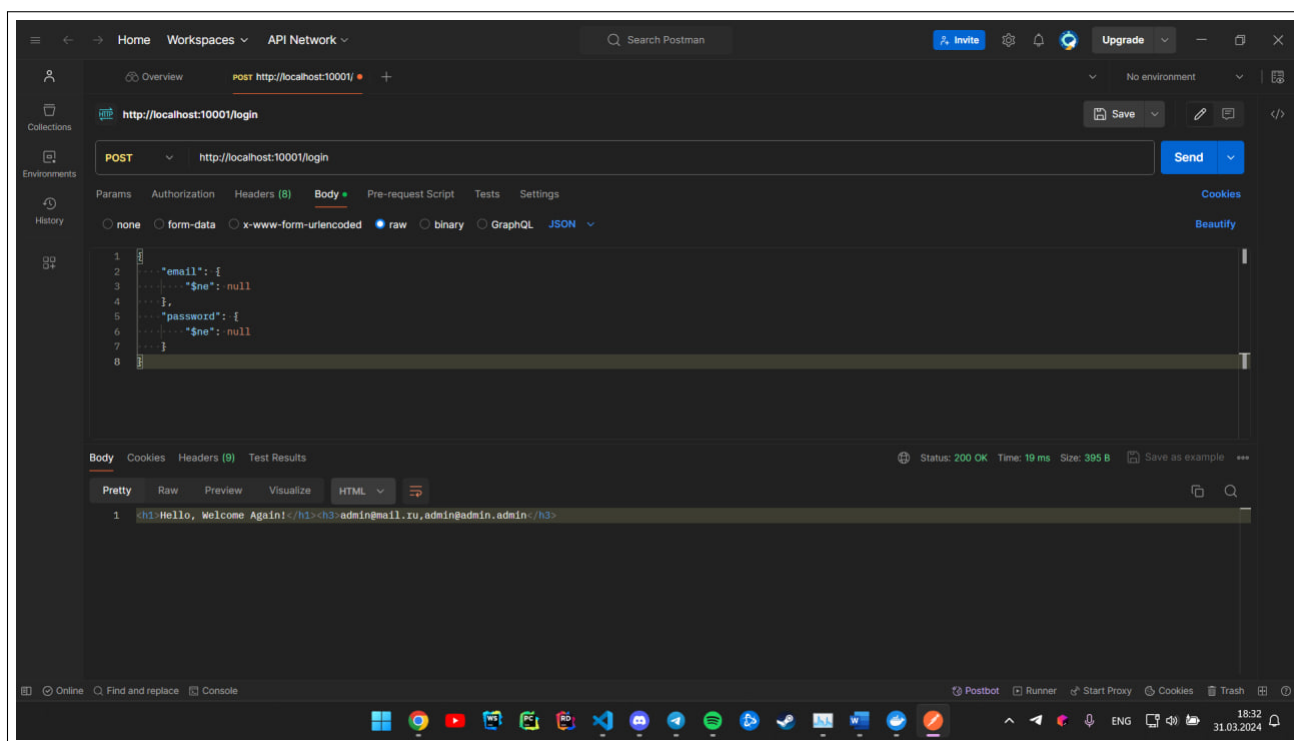 Home Workspaces API Network Search Postman Invite Upgrade
Overview POST http://localhost:10001/ No environment
HTTP http://localhost:10001/login Save
Collections
POST http://localhost:10001/login Send
Environments
Params Authorization Headers (8) Body Pre-request Script Tests Settings Cookies
History
none form-data x-www-form-urlencoded raw binary GraphQL JSON Beautify
1 {
2 "email": {
3 "$ne": null
4 },
5 "password": {
6 "$ne": null
7 }
8 }
Body Cookies Headers (9) Test Results Status: 200 OK Time: 19 ms Size: 395 B Save as example
Pretty Raw Preview Visualize HTML
1 <h1>Hello, Welcome Again!</h1><h3>admin@mail.ru,admin@admin.admin</h3>
Online Find and replace Console Postbot Runner Start Proxy Cookies Trash
WS PC RD W ENG 18:32
31.03.2024